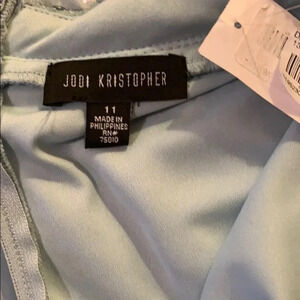 JODI KRISTOPHER
11
MADE IN
PHILIPPINES
RN#
75010